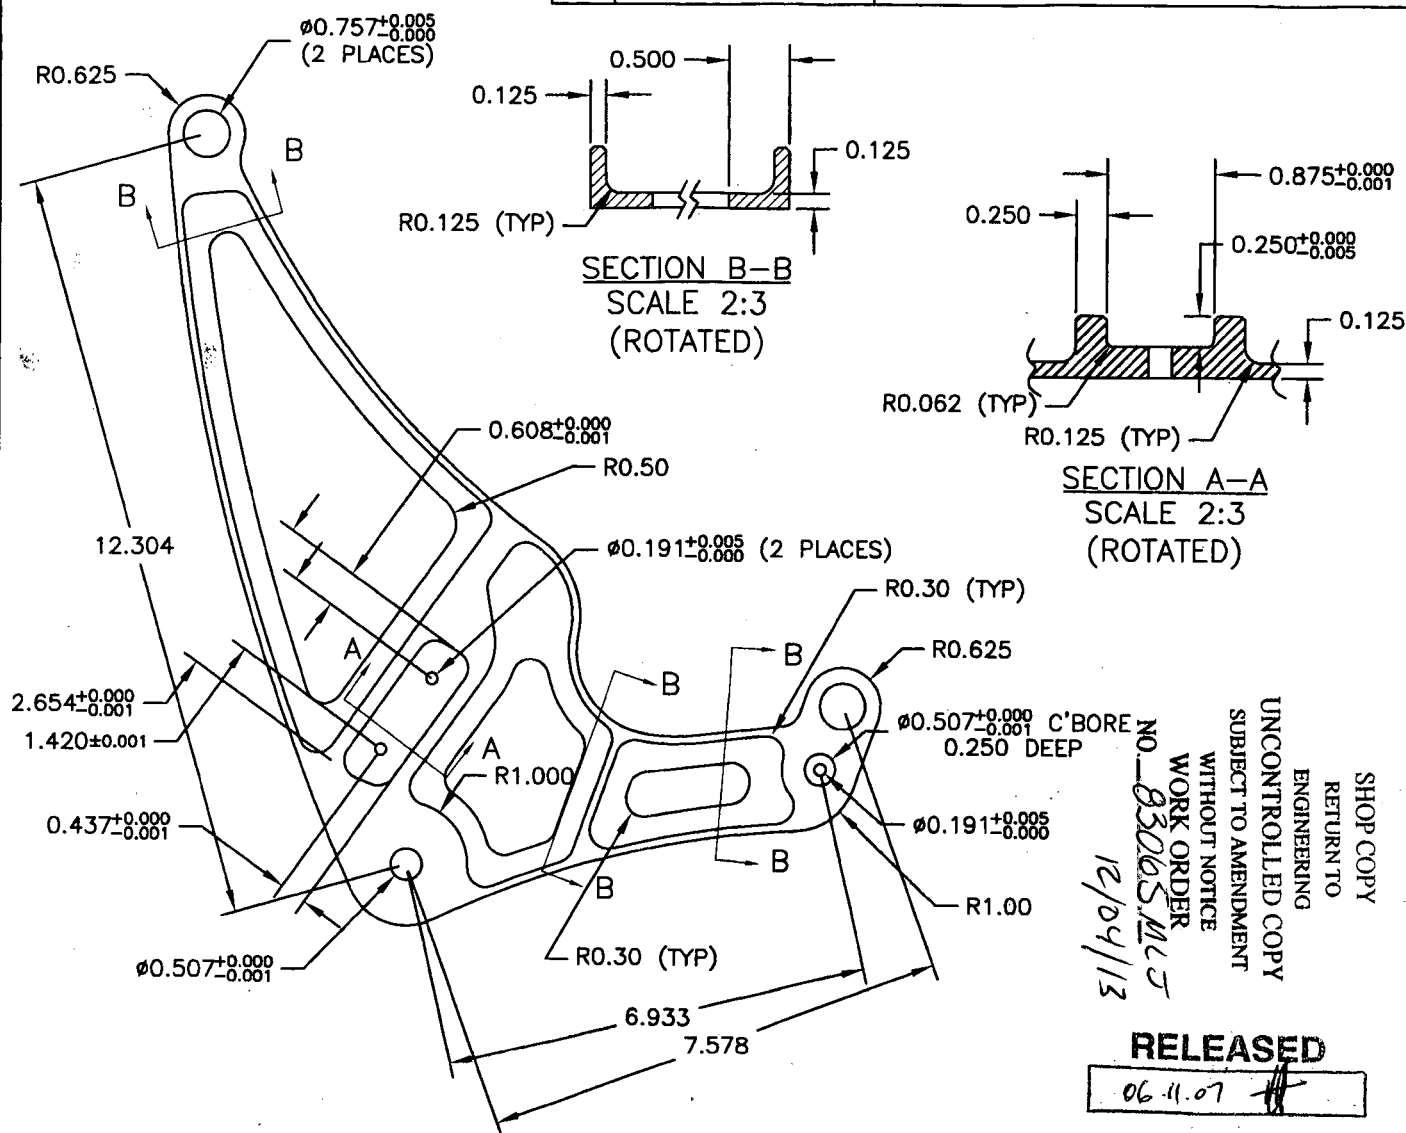 ø0.757+0.005
-0.000
(2 PLACES)
R0.625
B
B
0.500
0.125
0.125
R0.125 (TYP)
SECTION B-B
SCALE 2:3
(ROTATED)
0.875+0.000
-0.001
0.250
0.250+0.000
-0.005
0.125
R0.062 (TYP)
R0.125 (TYP)
SECTION A-A
SCALE 2:3
(ROTATED)
0.608+0.000
-0.001
R0.50
12.304
ø0.191+0.005
-0.000 (2 PLACES)
R0.30 (TYP)
A
B
B
R0.625
2.654+0.000
-0.001
1.420±0.001
A
R1.000
ø0.507+0.000
-0.001 C'BORE
0.250 DEEP
0.437+0.000
-0.001
ø0.191+0.005
-0.000
B
B
R1.00
R0.30 (TYP)
ø0.507+0.000
-0.001
6.933
7.578
SHOP COPY
RETURN TO
ENGINEERING
UNCONTROLLED COPY
SUBJECT TO AMENDMENT
WITHOUT NOTICE
WORK ORDER
NO. 83065
12/04/13
RELEASED
06.11.07